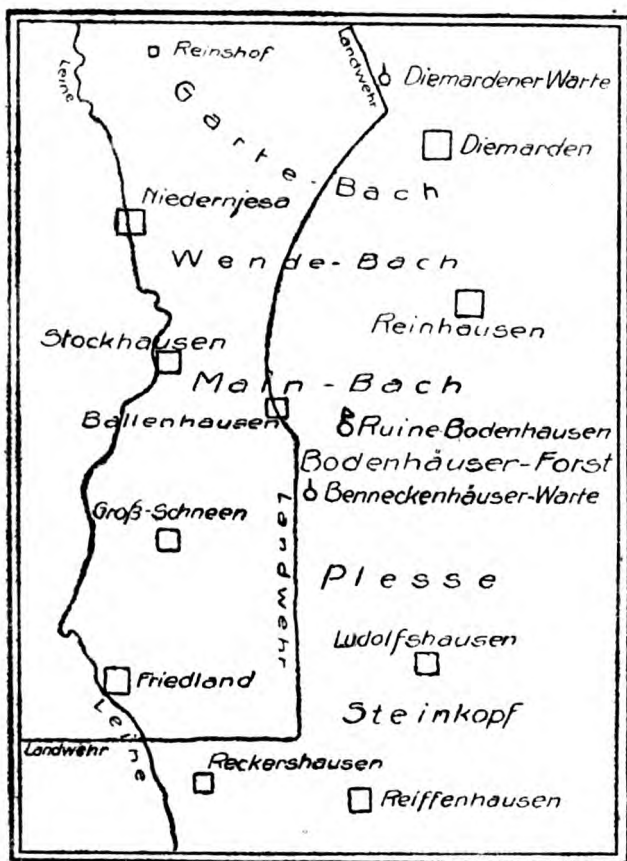 Leine
Reinshof
Landwehr
Diemardener Warte
Garte-Bach
Diemarden
Niedernjesa
Wende-Bach
Reinhausen
Stockhausen
Main-Bach
Ballenhausen
Ruine-Bodenhausen
Bodenhäuser-Forst
Benneckenhäuser-Warte
Groß-Schneen
Landwehr
Plesse
Ludolfshausen
Friedland
Steinkopf
Leine
Landwehr
Reckershausen
Reiffenhausen